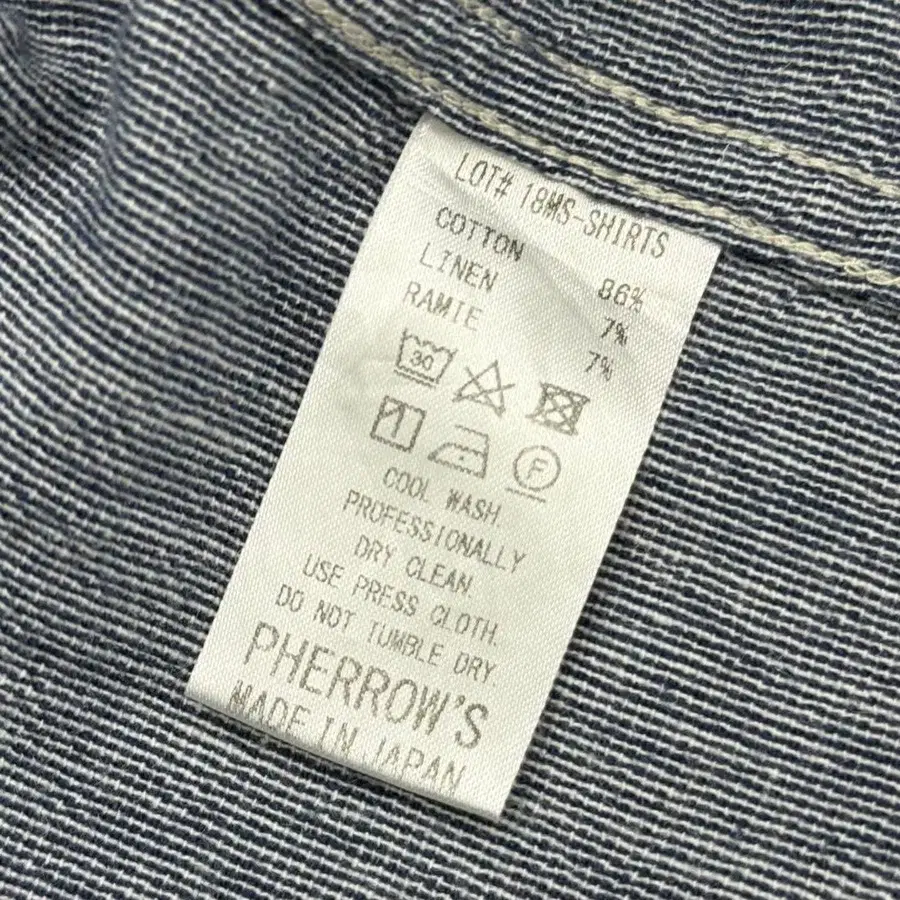 LOT# 18MS-SHIRTS
COTTON 86%
LINEN 7%
RAMIE 7%
30
F
COOL WASH.
PROFESSIONALLY
DRY CLEAN.
USE PRESS CLOTH.
DO NOT TUMBLE DRY.
PHERROW'S
MADE IN JAPAN